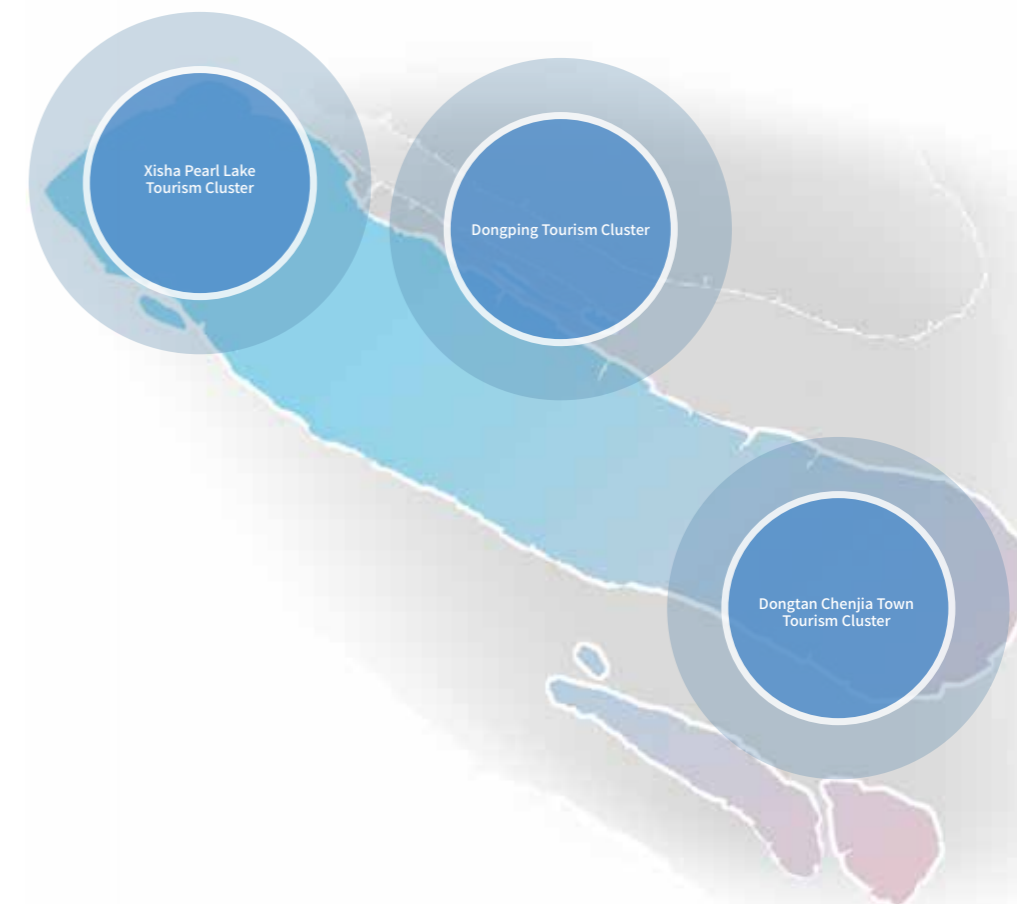 Xisha Pearl Lake
Tourism Cluster
Dongping Tourism Cluster
Dongtan Chenjia Town
Tourism Cluster